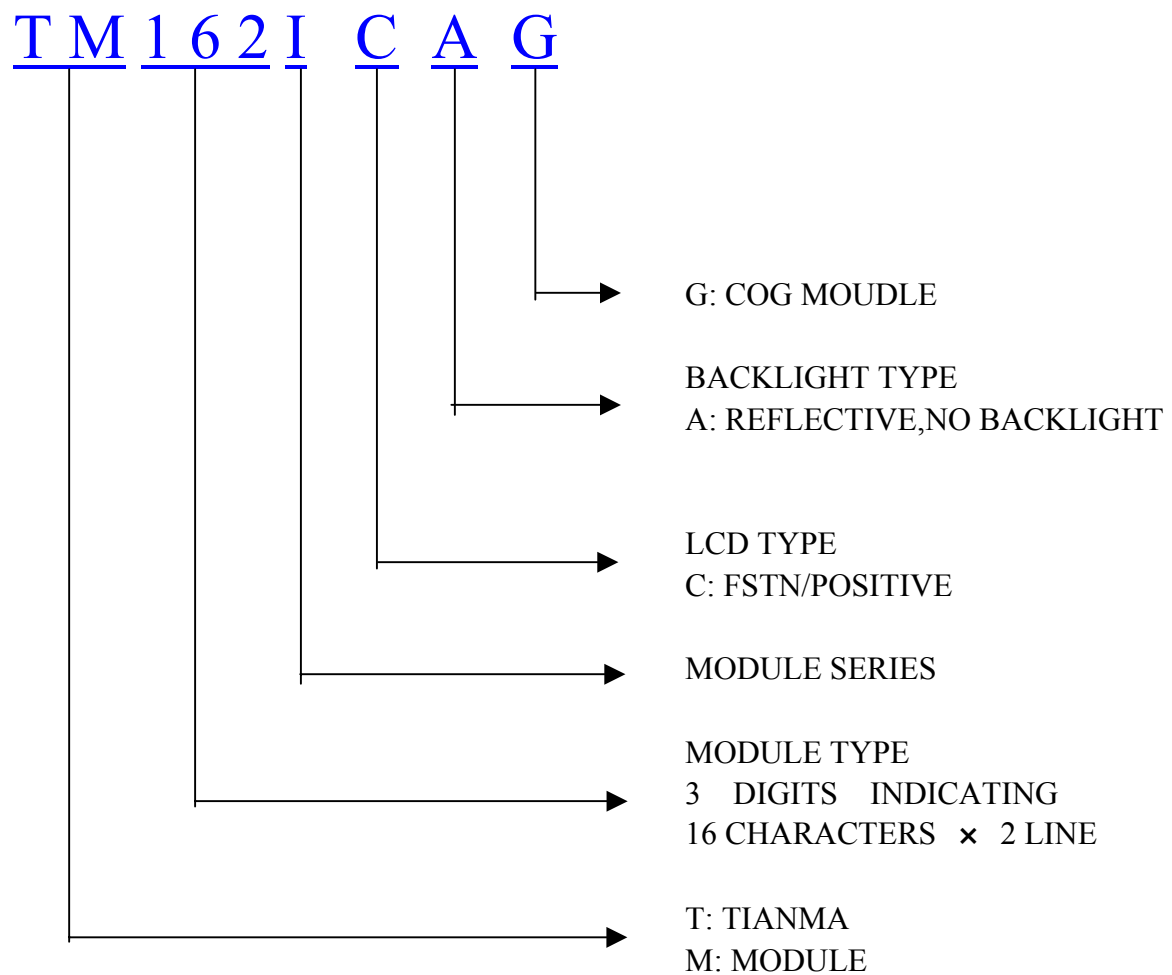 T M 1 6 2 I C A G
G: COG MOUDLE
BACKLIGHT TYPE
A: REFLECTIVE,NO BACKLIGHT
LCD TYPE
C: FSTN/POSITIVE
MODULE SERIES
MODULE TYPE
3 DIGITS INDICATING
16 CHARACTERS × 2 LINE
T: TIANMA
M: MODULE